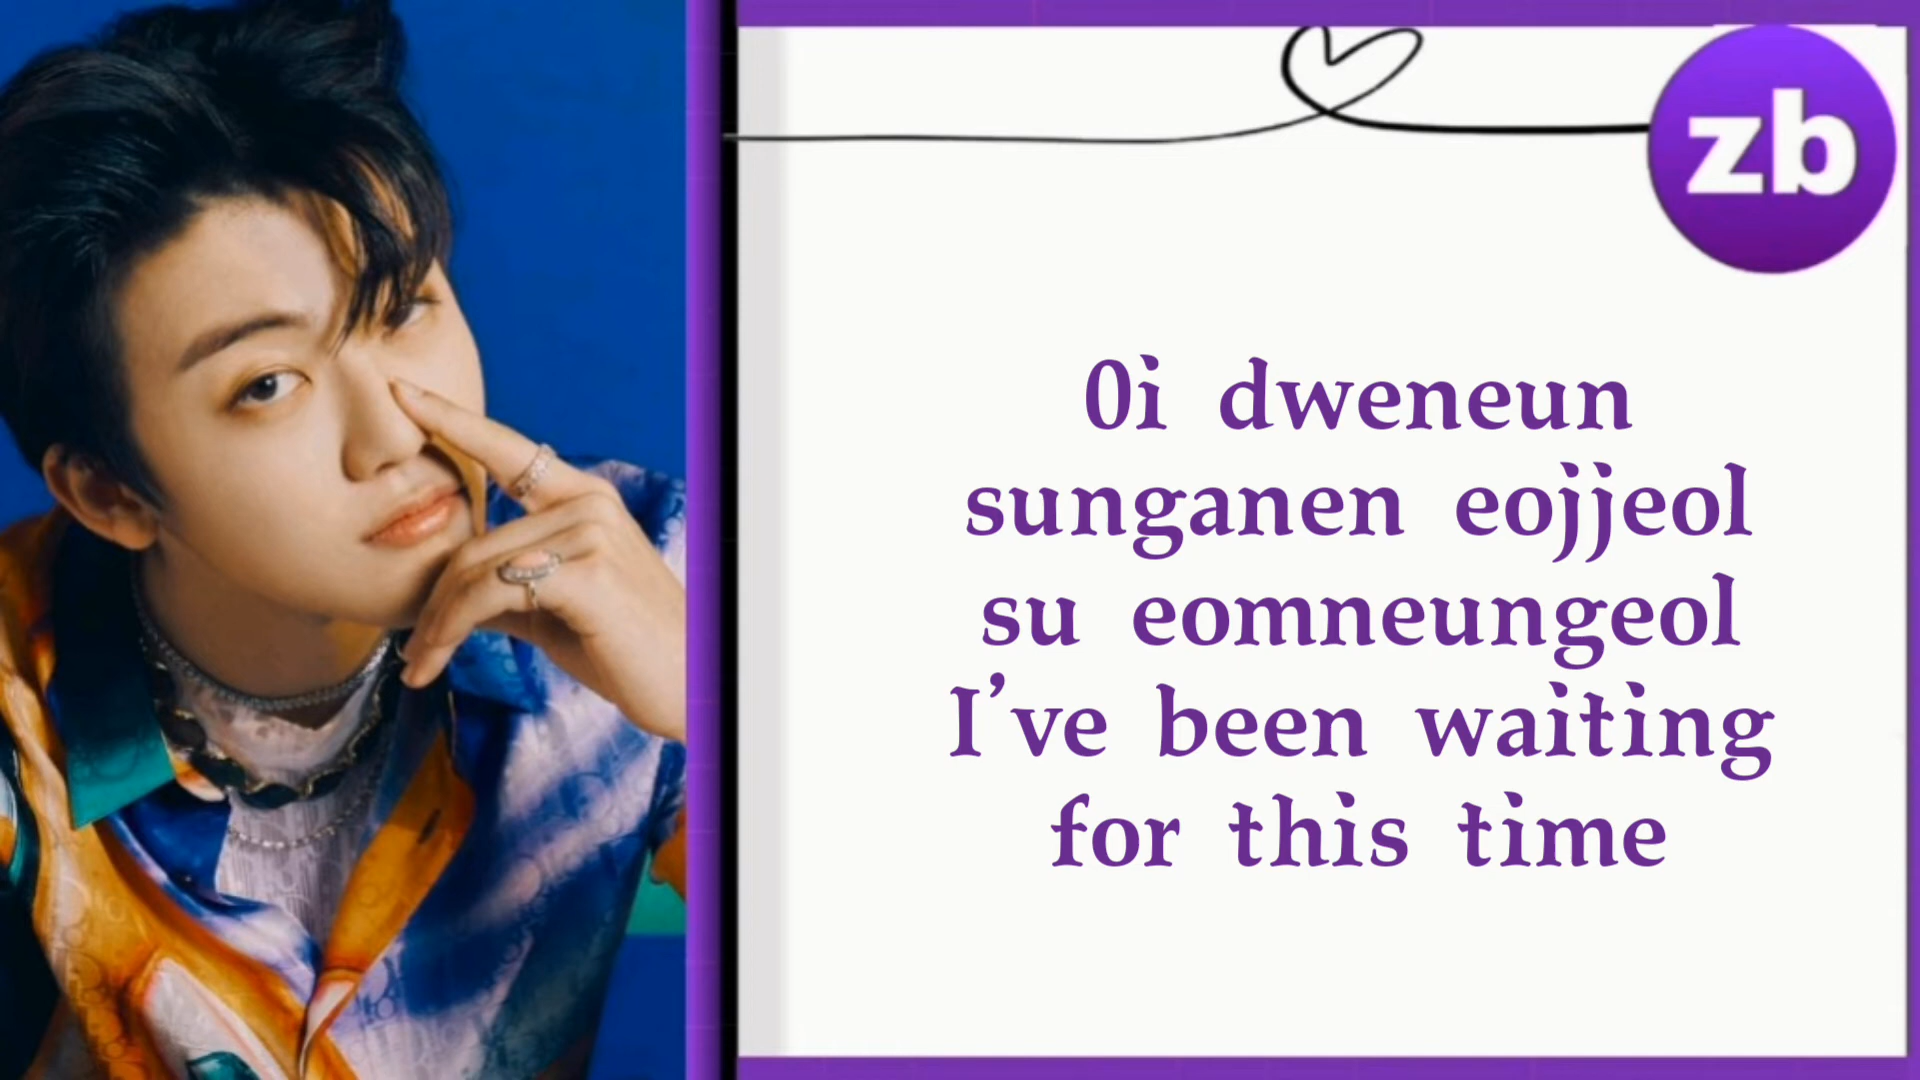 zb
0i dweneun
sunganen eojjeol
su eomneungeol
I've been waiting
for this time